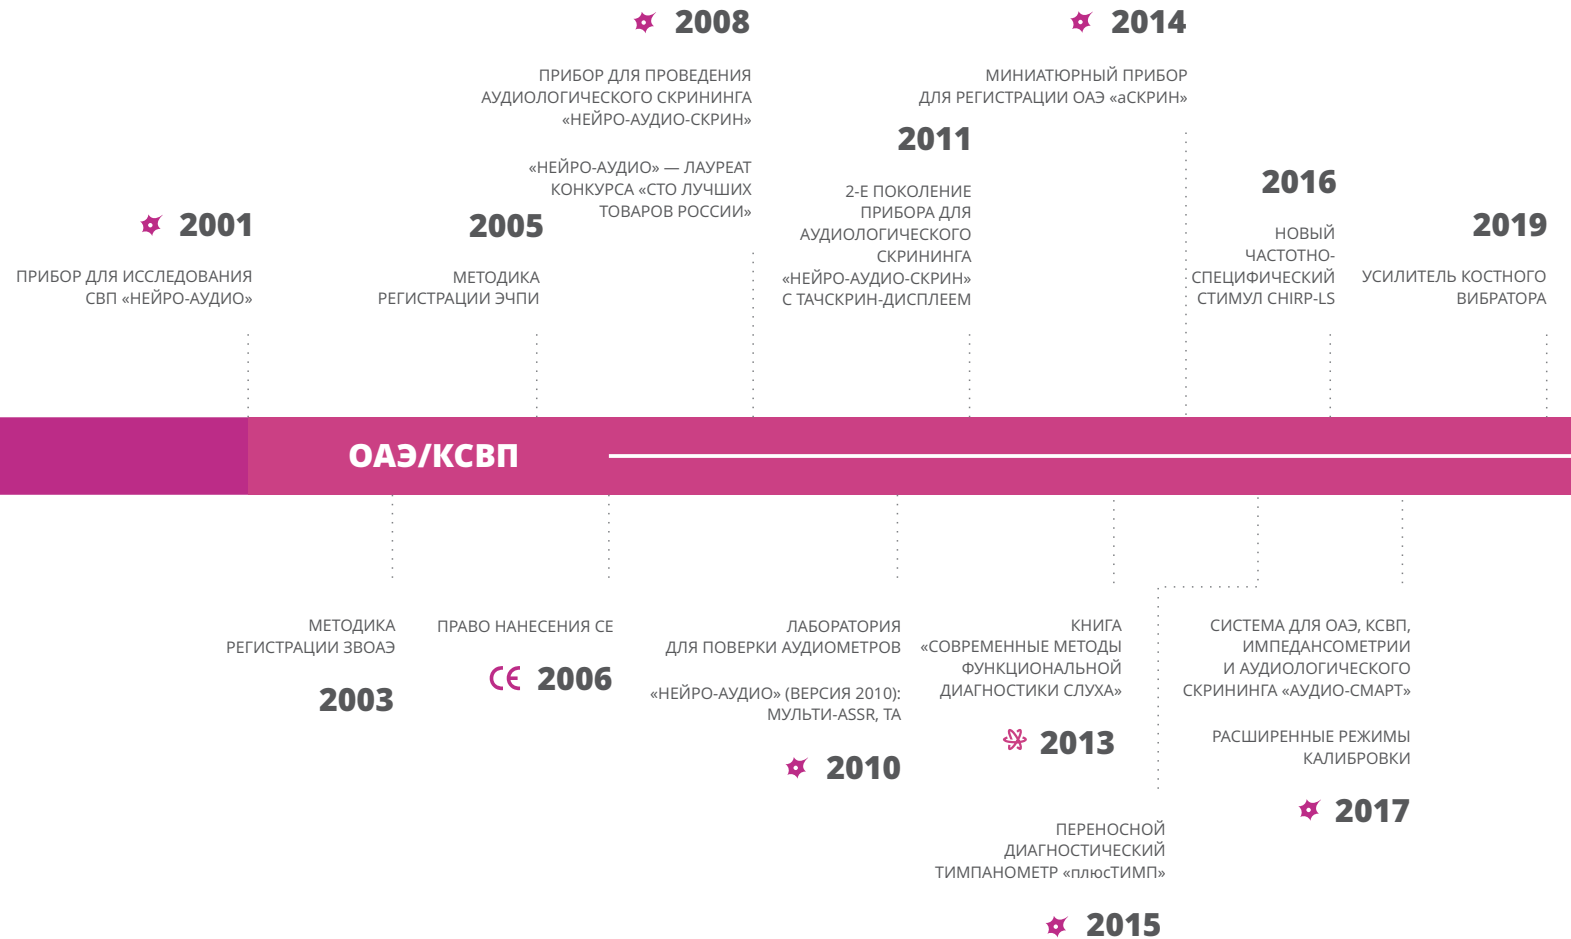 2008
ПРИБОР ДЛЯ ПРОВЕДЕНИЯ
АУДИОЛОГИЧЕСКОГО СКРИНИНГА
«НЕЙРО-АУДИО-СКРИН»
«НЕЙРО-АУДИО» — ЛАУРЕАТ
КОНКУРСА «СТО ЛУЧШИХ
ТОВАРОВ РОССИИ»
2014
МИНИАТЮРНЫЙ ПРИБОР
ДЛЯ РЕГИСТРАЦИИ ОАЭ «аСКРИН»
2011
2-Е ПОКОЛЕНИЕ
ПРИБОРА ДЛЯ
АУДИОЛОГИЧЕСКОГО
СКРИНИНГА
«НЕЙРО-АУДИО-СКРИН»
С ТАЧСКРИН-ДИСПЛЕЕМ
2001
ПРИБОР ДЛЯ ИССЛЕДОВАНИЯ
СВП «НЕЙРО-АУДИО»
2005
МЕТОДИКА
РЕГИСТРАЦИИ ЭЧПИ
2016
НОВЫЙ
ЧАСТОТНО-
СПЕЦИФИЧЕСКИЙ
СТИМУЛ CHIRP-LS
2019
УСИЛИТЕЛЬ КОСТНОГО
ВИБРАТОРА
ОАЭ/КСВП
МЕТОДИКА
РЕГИСТРАЦИИ ЗВОАЭ
2003
ПРАВО НАНЕСЕНИЯ CE
CE 2006
ЛАБОРАТОРИЯ
ДЛЯ ПОВЕРКИ АУДИОМЕТРОВ
«НЕЙРО-АУДИО» (ВЕРСИЯ 2010):
МУЛЬТИ-ASSR, ТА
2010
КНИГА
«СОВРЕМЕННЫЕ МЕТОДЫ
ФУНКЦИОНАЛЬНОЙ
ДИАГНОСТИКИ СЛУХА»
2013
ПЕРЕНОСНОЙ
ДИАГНОСТИЧЕСКИЙ
ТИМПАНОМЕТР «плюсТИМП»
2015
СИСТЕМА ДЛЯ ОАЭ, КСВП,
ИМПЕДАНСОМЕТРИИ
И АУДИОЛОГИЧЕСКОГО
СКРИНИНГА «АУДИО-СМАРТ»
РАСШИРЕННЫЕ РЕЖИМЫ
КАЛИБРОВКИ
2017